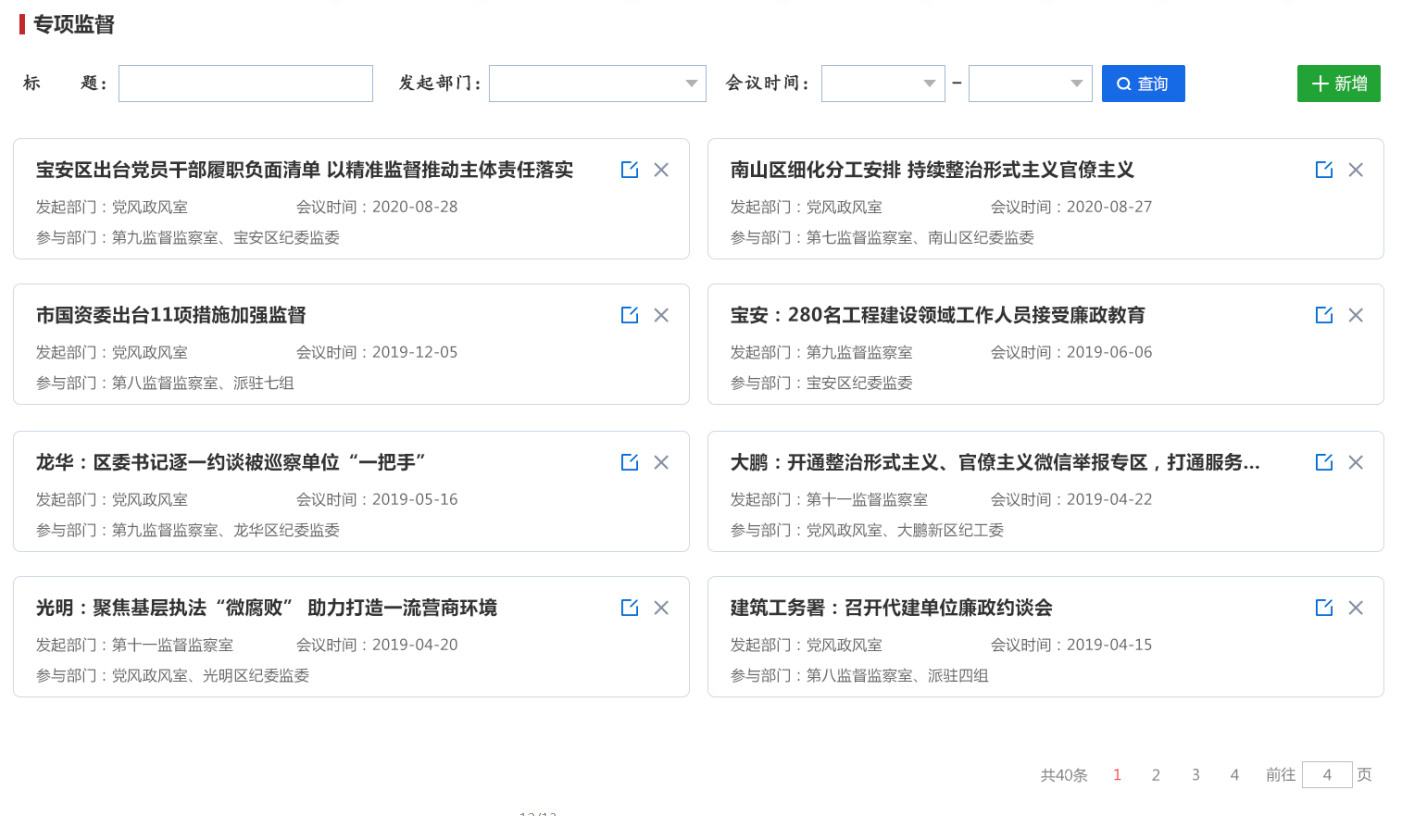 专项监督
标 题： 发起部门： 会议时间： - 查询 新增
宝安区出台党员干部履职负面清单 以精准监督推动主体责任落实
发起部门：党风政风室 会议时间：2020-08-28
参与部门：第九监督监察室、宝安区纪委监委
南山区细化分工安排 持续整治形式主义官僚主义
发起部门：党风政风室 会议时间：2020-08-27
参与部门：第七监督监察室、南山区纪委监委
市国资委出台11项措施加强监督
发起部门：党风政风室 会议时间：2019-12-05
参与部门：第八监督监察室、派驻七组
宝安：280名工程建设领域工作人员接受廉政教育
发起部门：第九监督监察室 会议时间：2019-06-06
参与部门：宝安区纪委监委
龙华：区委书记逐一约谈被巡察单位“一把手”
发起部门：党风政风室 会议时间：2019-05-16
参与部门：第九监督监察室、龙华区纪委监委
大鹏：开通整治形式主义、官僚主义微信举报专区，打通服务...
发起部门：第十一监督监察室 会议时间：2019-04-22
参与部门：党风政风室、大鹏新区纪工委
光明：聚焦基层执法“微腐败” 助力打造一流营商环境
发起部门：第十一监督监察室 会议时间：2019-04-20
参与部门：党风政风室、光明区纪委监委
建筑工务署：召开代建单位廉政约谈会
发起部门：党风政风室 会议时间：2019-04-15
参与部门：第八监督监察室、派驻四组
共40条 1 2 3 4 前往 4 页